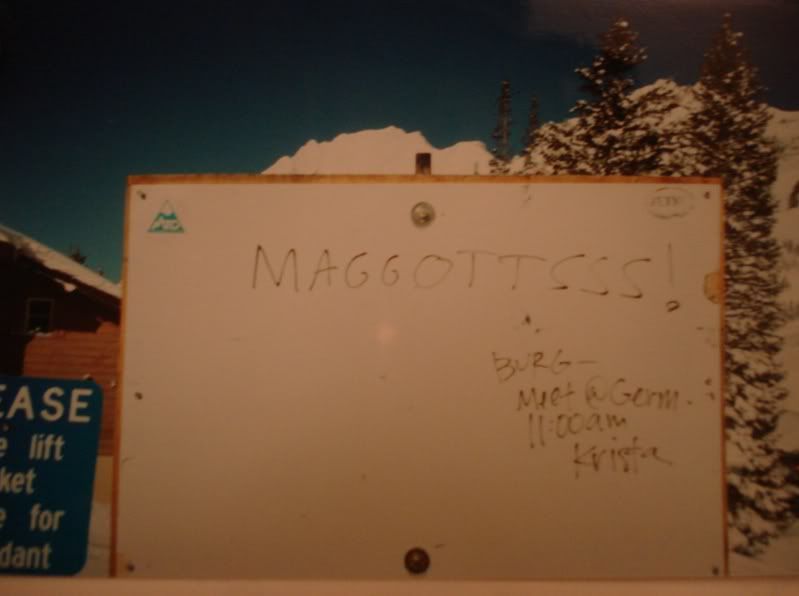 MAGGOTTSSS!
BURG-
Meet @ Germ.
11:00am
Krista
EASE
e lift
ket
e for
dant